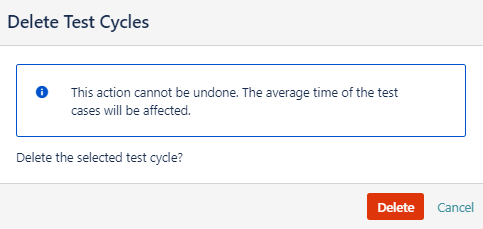 Delete Test Cycles
This action cannot be undone. The average time of the test
cases will be affected.
Delete the selected test cycle?
Delete
Cancel